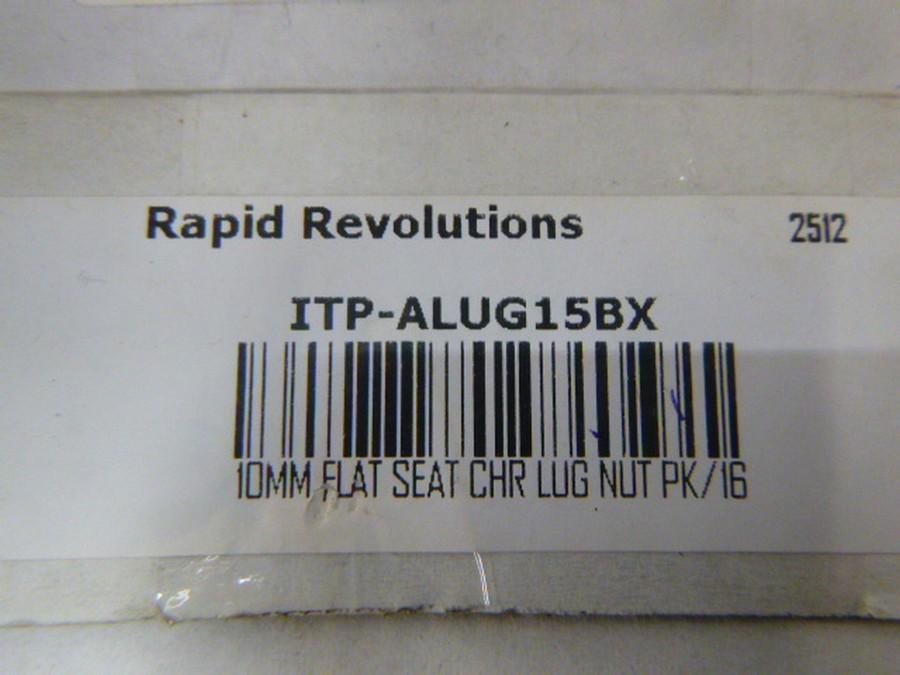 Rapid Revolutions 2512
ITP-ALUG15BX
10MM FLAT SEAT CHR LUG NUT PK/16